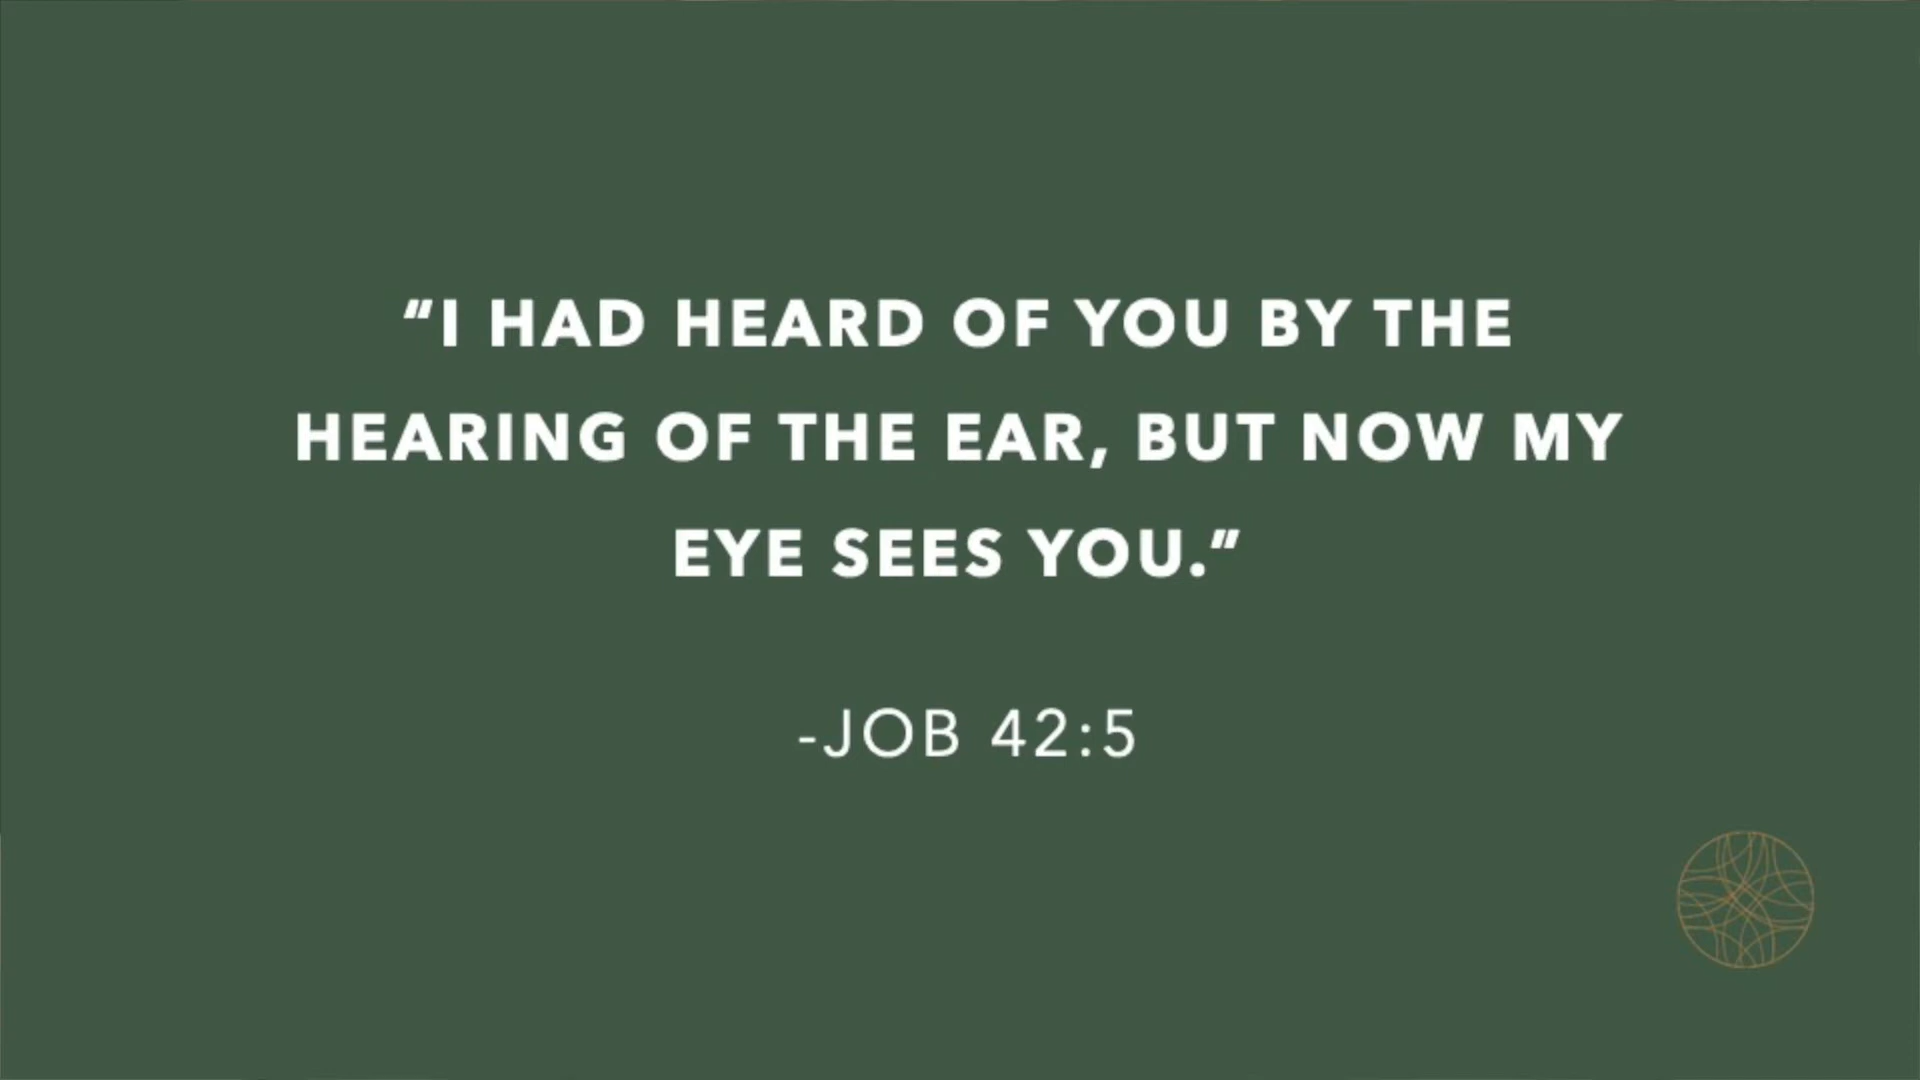 “I HAD HEARD OF YOU BY THE
HEARING OF THE EAR, BUT NOW MY
EYE SEES YOU.”
-JOB 42:5